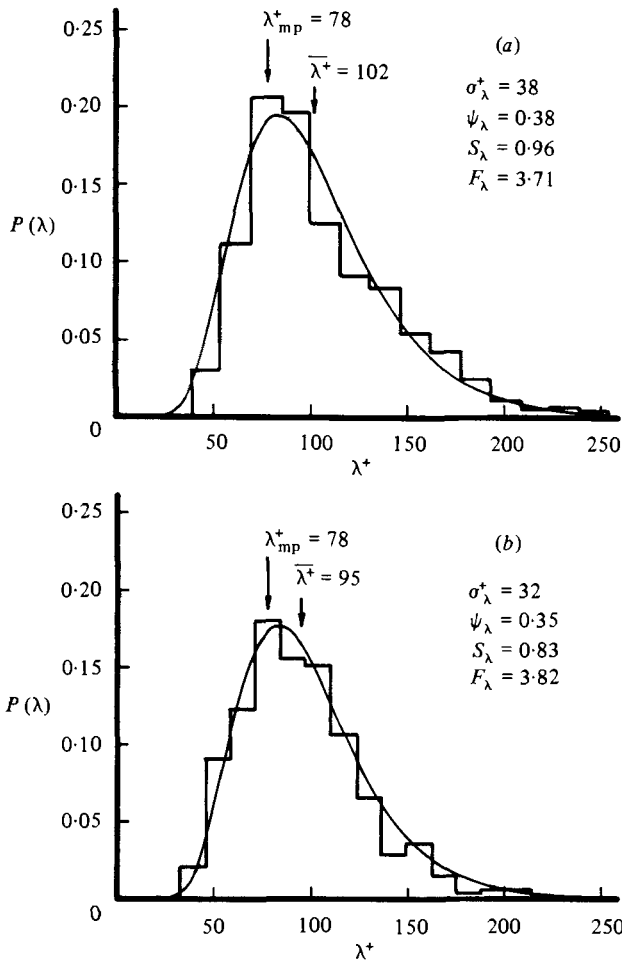 0·25
0·20
0·15
P (λ)
0·10
0·05
0
λ⁺mp = 78
λ⁺ = 102
(a)
σ⁺λ = 38
ψλ = 0·38
Sλ = 0·96
Fλ = 3·71
50 100 150 200 250
λ⁺
0·25
0·20
0·15
P (λ)
0·10
0·05
0
λ⁺mp = 78
λ⁺ = 95
(b)
σ⁺λ = 32
ψλ = 0·35
Sλ = 0·83
Fλ = 3·82
50 100 150 200 250
λ⁺